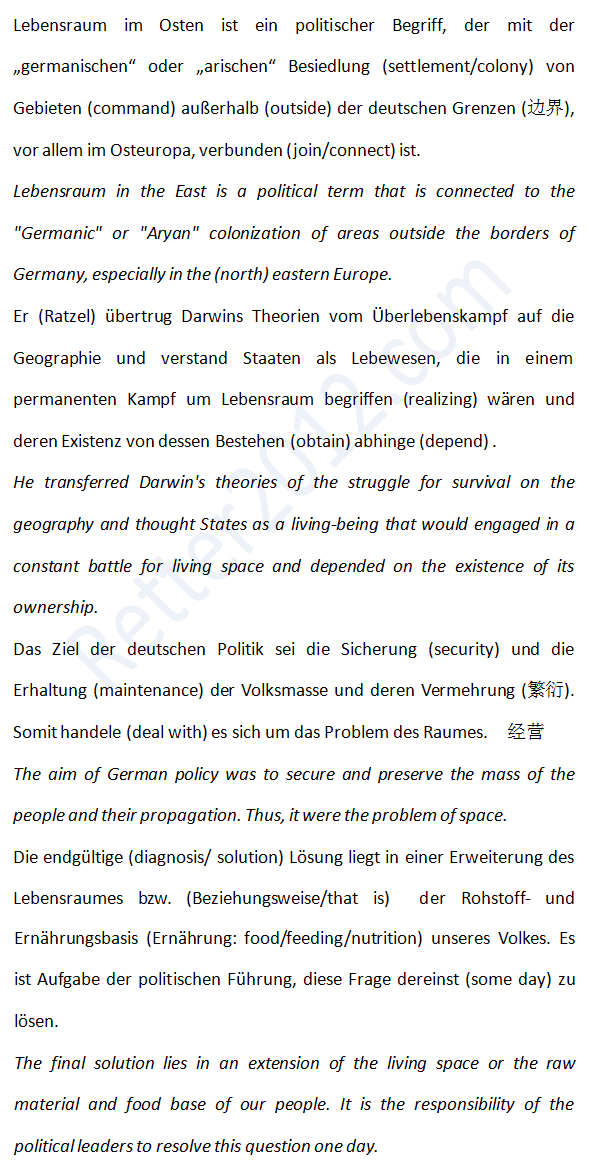 Lebensraum im Osten ist ein politischer Begriff, der mit der
„germanischen“ oder „arischen“ Besiedlung (settlement/colony) von
Gebieten (command) außerhalb (outside) der deutschen Grenzen (边界),
vor allem im Osteuropa, verbunden (join/connect) ist.
Lebensraum in the East is a political term that is connected to the
"Germanic" or "Aryan" colonization of areas outside the borders of
Germany, especially in the (north) eastern Europe.
Er (Ratzel) übertrug Darwins Theorien vom Überlebenskampf auf die
Geographie und verstand Staaten als Lebewesen, die in einem
permanenten Kampf um Lebensraum begriffen (realizing) wären und
deren Existenz von dessen Bestehen (obtain) abhinge (depend) .
He transferred Darwin's theories of the struggle for survival on the
geography and thought States as a living-being that would engaged in a
constant battle for living space and depended on the existence of its
ownership.
Das Ziel der deutschen Politik sei die Sicherung (security) und die
Erhaltung (maintenance) der Volksmasse und deren Vermehrung (繁衍).
Somit handele (deal with) es sich um das Problem des Raumes. 经营
The aim of German policy was to secure and preserve the mass of the
people and their propagation. Thus, it were the problem of space.
Die endgültige (diagnosis/ solution) Lösung liegt in einer Erweiterung des
Lebensraumes bzw. (Beziehungsweise/that is) der Rohstoff- und
Ernährungsbasis (Ernährung: food/feeding/nutrition) unseres Volkes. Es
ist Aufgabe der politischen Führung, diese Frage dereinst (some day) zu
lösen.
The final solution lies in an extension of the living space or the raw
material and food base of our people. It is the responsibility of the
political leaders to resolve this question one day.
Retter2012.com